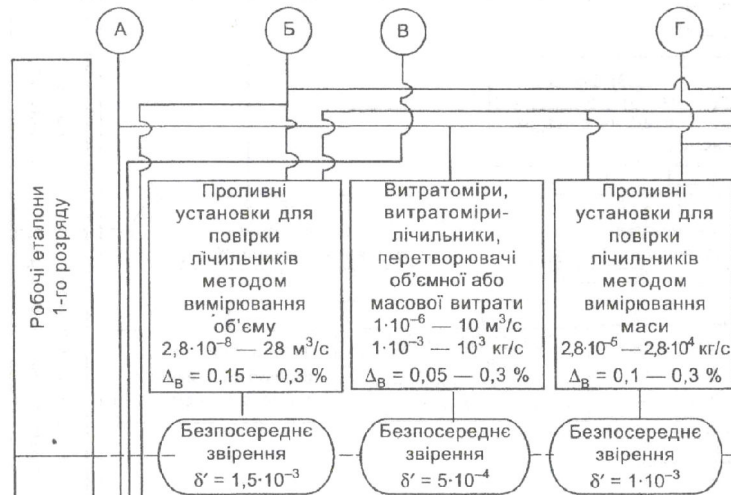 А
Б
В
Г
Робочі еталони
1-го розряду
Проливні
установки для
повірки
лічильників
методом
вимірювання
об’єму
2,8·10⁻⁸ — 28 м³/с
Δ_В = 0,15 — 0,3 %
Витратоміри,
витратоміри-
лічильники,
перетворювачі
об’ємної або
масової витрати
1·10⁻⁶ — 10 м³/с
1·10⁻³ — 10³ кг/с
Δ_В = 0,05 — 0,3 %
Проливні
установки для
повірки
лічильників
методом
вимірювання
маси
2,8·10⁻⁵ — 2,8·10⁴ кг/с
Δ_В = 0,1 — 0,3 %
Безпосереднє
звірення
δ′ = 1,5·10⁻³
Безпосереднє
звірення
δ′ = 5·10⁻⁴
Безпосереднє
звірення
δ′ = 1·10⁻³